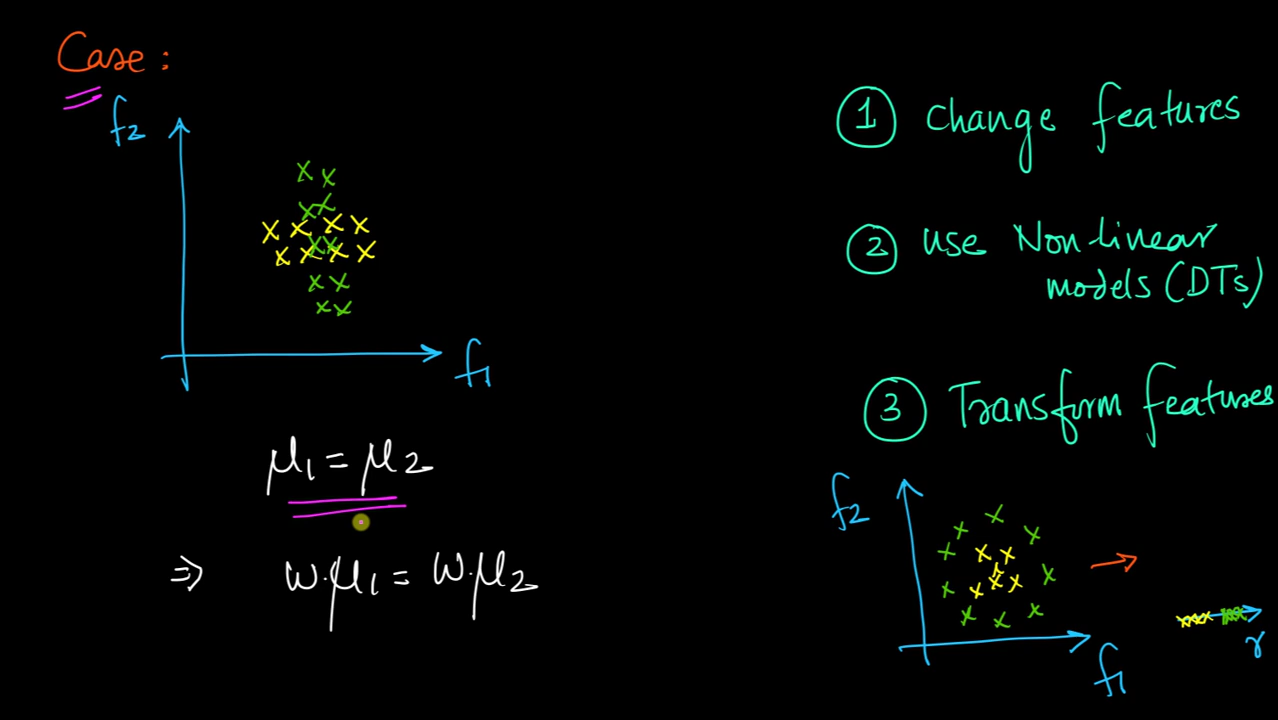 Case :
f2
f1
μ1 = μ2
⇒ w.μ1 = w.μ2
① change features
② use Non-linear
models (DTs)
③ Transform features
f2
f1
r